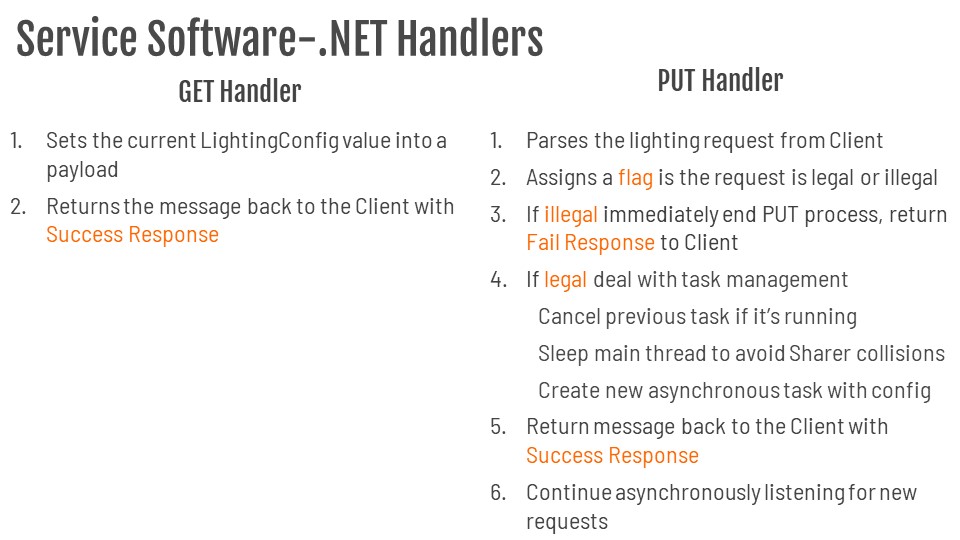 Service Software-.NET Handlers
GET Handler
1. Sets the current LightingConfig value into a
payload
2. Returns the message back to the Client with
Success Response
PUT Handler
1. Parses the lighting request from Client
2. Assigns a flag is the request is legal or illegal
3. If illegal immediately end PUT process, return
Fail Response to Client
4. If legal deal with task management
Cancel previous task if it's running
Sleep main thread to avoid Sharer collisions
Create new asynchronous task with config
5. Return message back to the Client with
Success Response
6. Continue asynchronously listening for new
requests